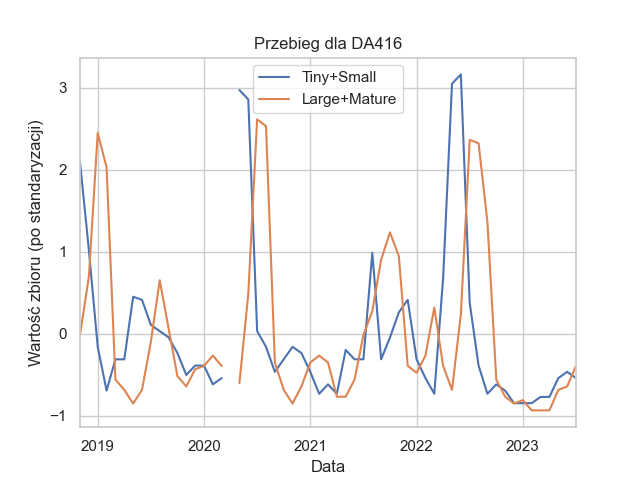 Przebieg dla DA416
Tiny+Small
Large+Mature
Wartość zbioru (po standaryzacji)
3
2
1
0
−1
2019 2020 2021 2022 2023
Data